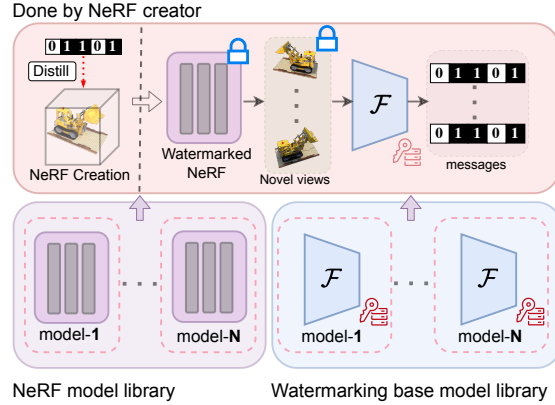 Done by NeRF creator
0 1 1 0 1
Distill
NeRF Creation
Watermarked
NeRF
Novel views
F
0 1 1 0 1
0 1 1 0 1
messages
model-1
model-N
F
model-1
F
model-N
NeRF model library
Watermarking base model library